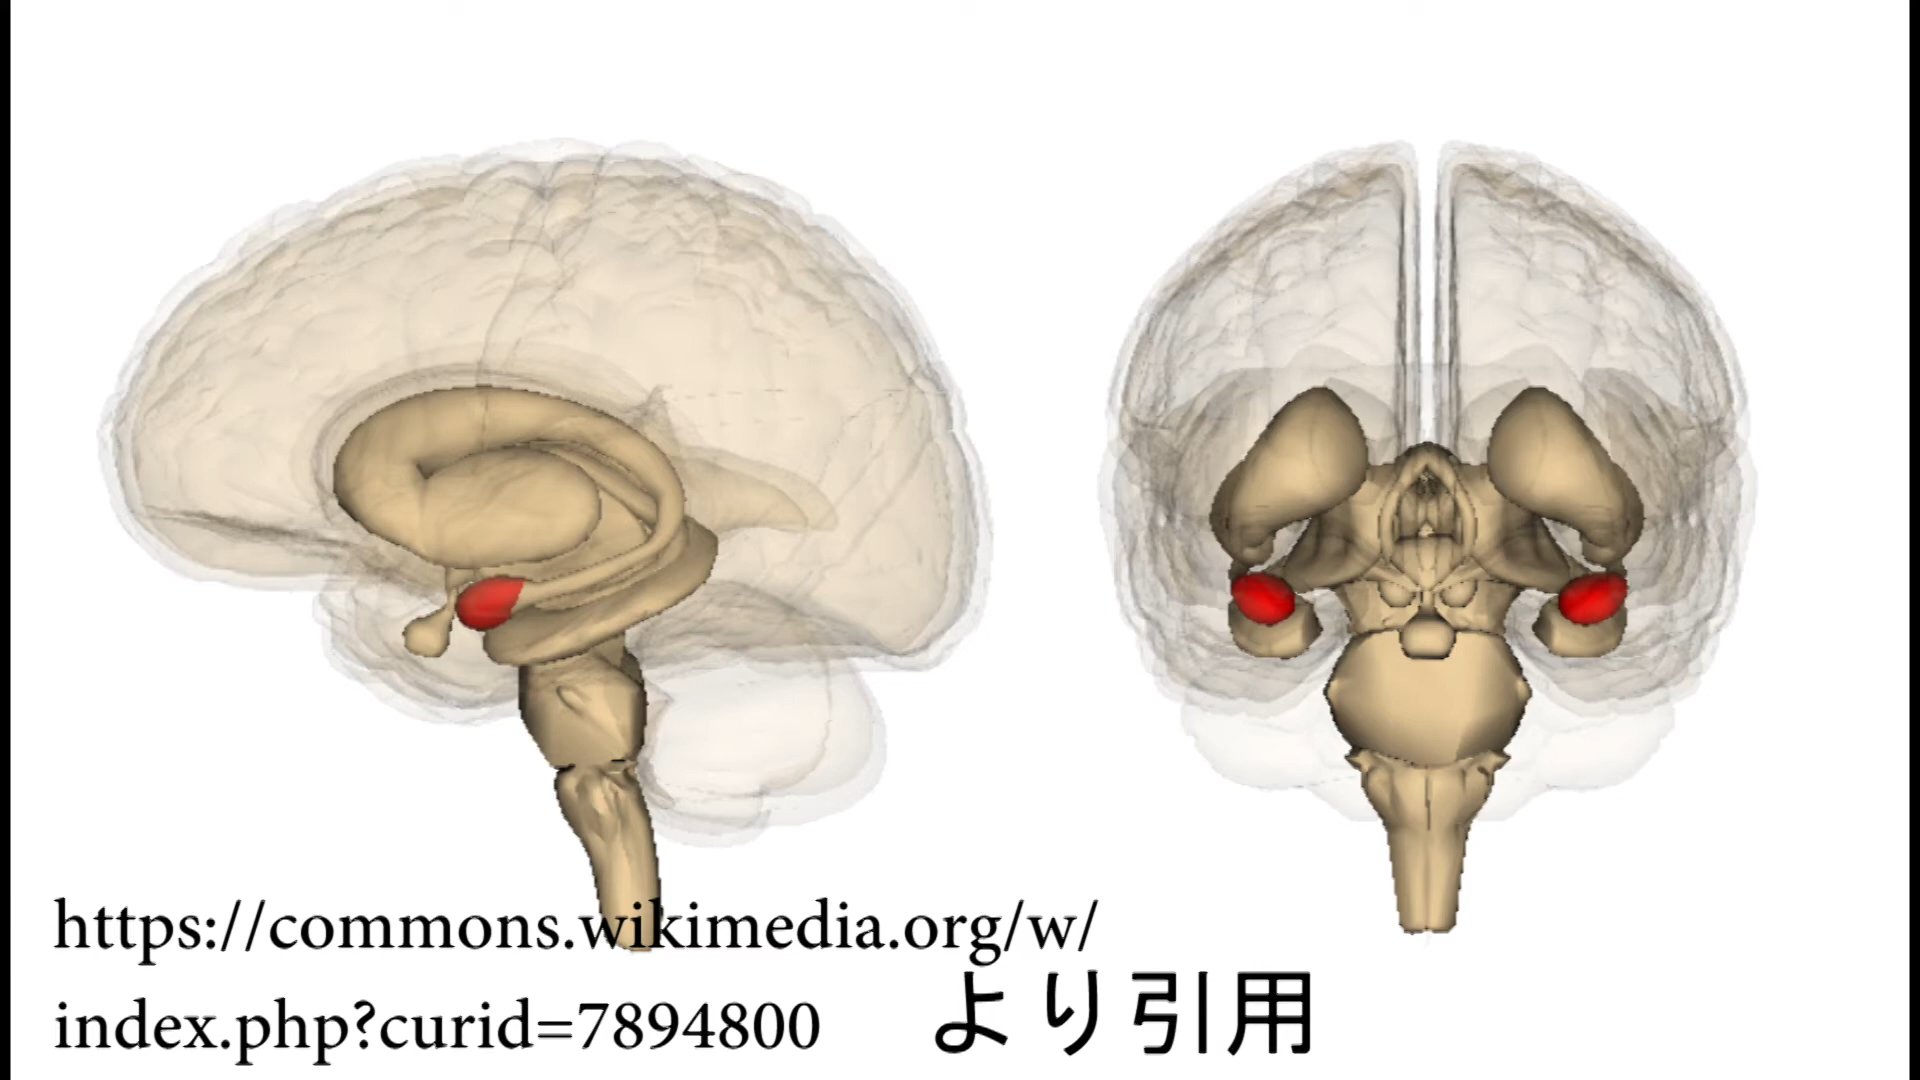 https://commons.wikimedia.org/w/
index.php?curid=7894800 より引用